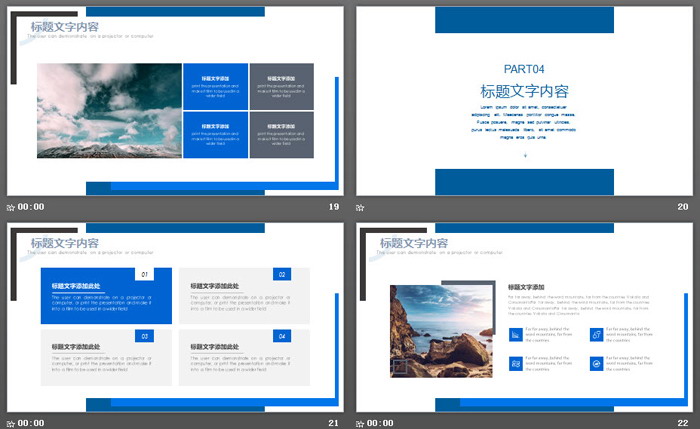 标题文字内容
The user can demonstrate on a projector or computer
标题文字添加
print the presentation and make it a film to be used in a wider field
标题文字添加
print the presentation and make it a film to be used in a wider field
标题文字添加
print the presentation and make it a film to be used in a wider field
标题文字添加
print the presentation and make it a film to be used in a wider field
00:00
19
PART04
标题文字内容
Lorem ipsum dolor sit amet, consectetuer
adipiscing elit. Maecenas porttitor congue massa.
Fusce posuere, magna sed pulvinar ultricies,
purus lectus malesuada libero, sit amet commodo
magna eros quis urna.
00:00
20
标题文字内容
The user can demonstrate on a projector or computer
01
标题文字添加此处
The user can demonstrate on a projector or
computer, or print the presentation and make it
into a film to be used in a wider field
02
标题文字添加此处
The user can demonstrate on a projector or
computer, or print the presentation and make it
into a film to be used in a wider field
03
标题文字添加此处
The user can demonstrate on a projector or
computer, or print the presentation and make it
into a film to be used in a wider field
04
标题文字添加此处
The user can demonstrate on a projector or
computer, or print the presentation and make it
into a film to be used in a wider field
00:00
21
标题文字内容
The user can demonstrate on a projector or computer
标题文字添加
Far far away, behind the
word mountains, far from
the countries
Far far away, behind the
word mountains, far from
the countries
Far far away, behind the
word mountains, far from
the countries
Far far away, behind the
word mountains, far from
the countries
00:00
22